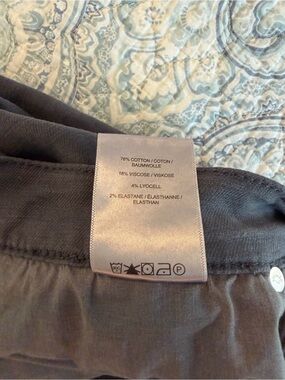 78% COTTON / COTON /
BAUMWOLLE
16% VISCOSE / VISKOSE
4% LYOCELL
2% ELASTANE / ÉLASTHANNE /
ELASTHAN
P